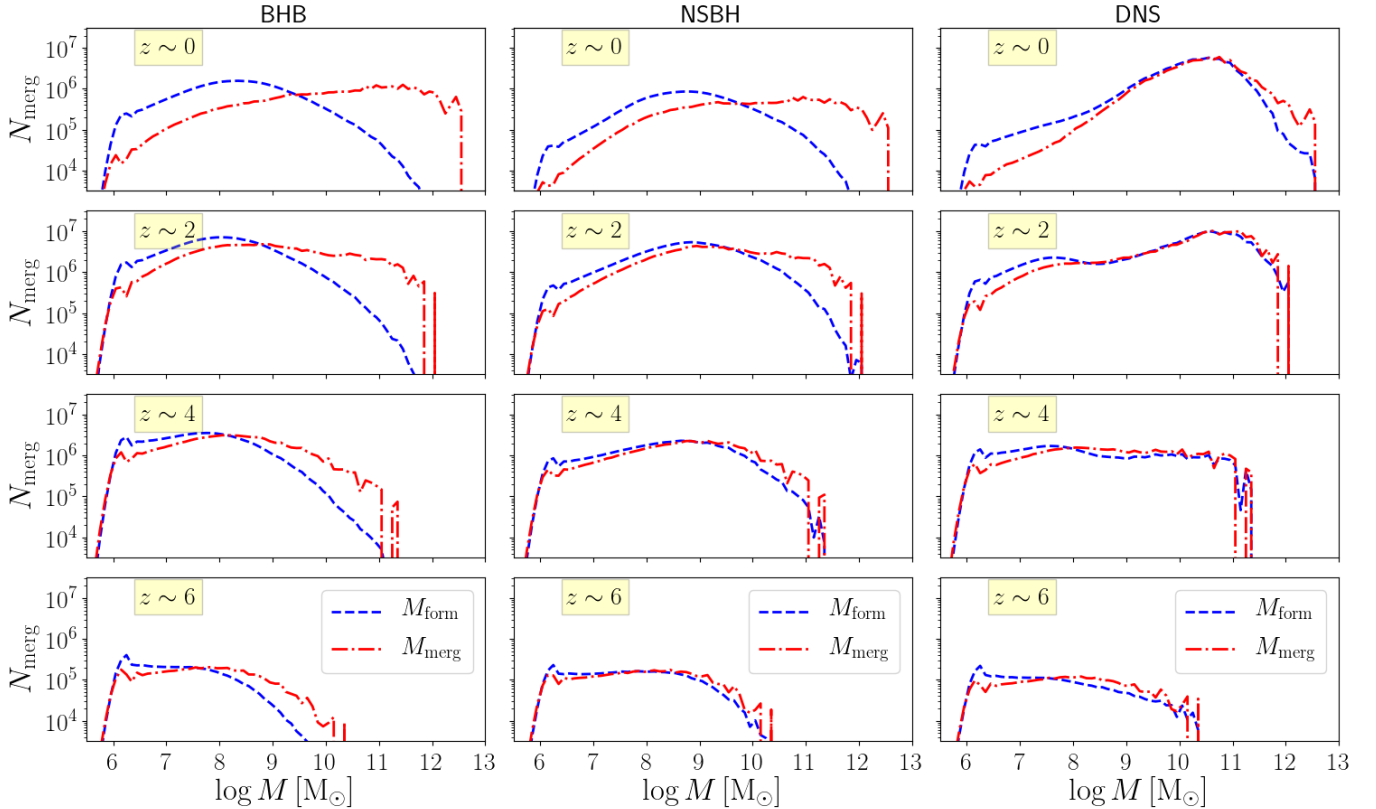 BHB NSBH DNS
N_merg 10^7 10^6 10^5 10^4 z ~ 0 z ~ 0 z ~ 0
N_merg 10^7 10^6 10^5 10^4 z ~ 2 z ~ 2 z ~ 2
N_merg 10^7 10^6 10^5 10^4 z ~ 4 z ~ 4 z ~ 4
N_merg 10^7 10^6 10^5 10^4 z ~ 6 z ~ 6 z ~ 6
M_form M_form M_form
M_merg M_merg M_merg
6 7 8 9 10 11 12 13 6 7 8 9 10 11 12 13 6 7 8 9 10 11 12 13
log M [M_⊙] log M [M_⊙] log M [M_⊙]